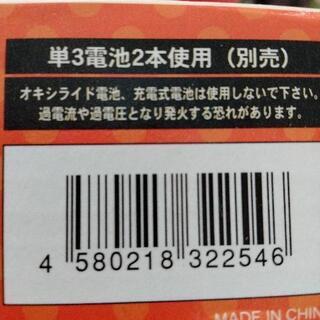 単3電池2本使用（別売）
オキシライド電池、充電式電池は使用しないで下さい。
過電流や過電圧となり発火する恐れがあります。
4 580218 322546
MADE IN CHIN